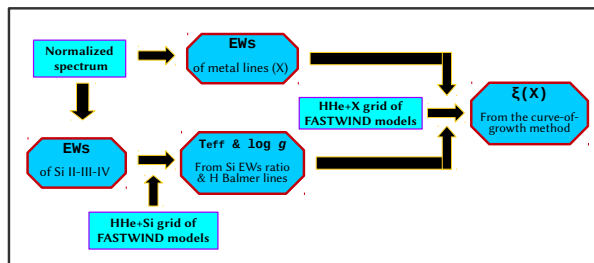 Normalized
spectrum
EWs
of metal lines (X)
HHe+X grid of
FASTWIND models
ξ(X)
From the curve-of-
growth method
EWs
of Si II-III-IV
Teff & log g
From Si EWs ratio
& H Balmer lines
HHe+Si grid of
FASTWIND models